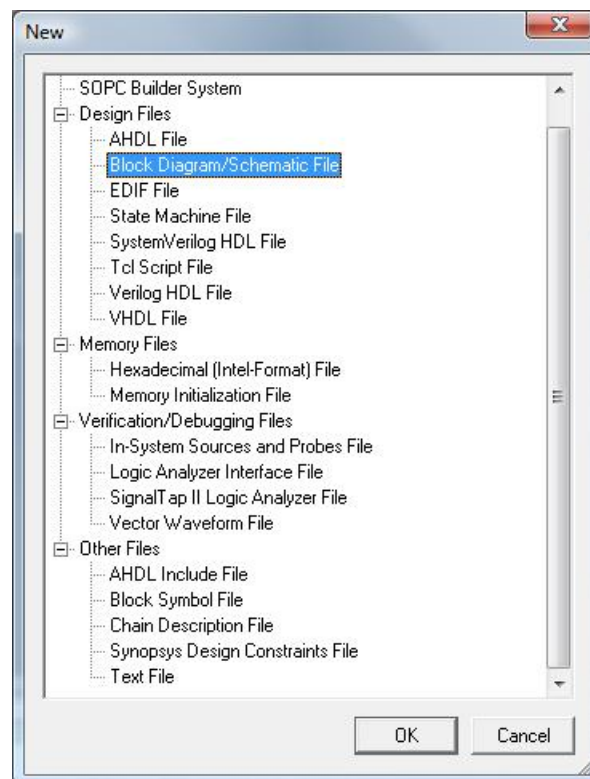 New
SOPC Builder System
Design Files
AHDL File
Block Diagram/Schematic File
EDIF File
State Machine File
SystemVerilog HDL File
Tcl Script File
Verilog HDL File
VHDL File
Memory Files
Hexadecimal (Intel-Format) File
Memory Initialization File
Verification/Debugging Files
In-System Sources and Probes File
Logic Analyzer Interface File
SignalTap II Logic Analyzer File
Vector Waveform File
Other Files
AHDL Include File
Block Symbol File
Chain Description File
Synopsys Design Constraints File
Text File
OK Cancel